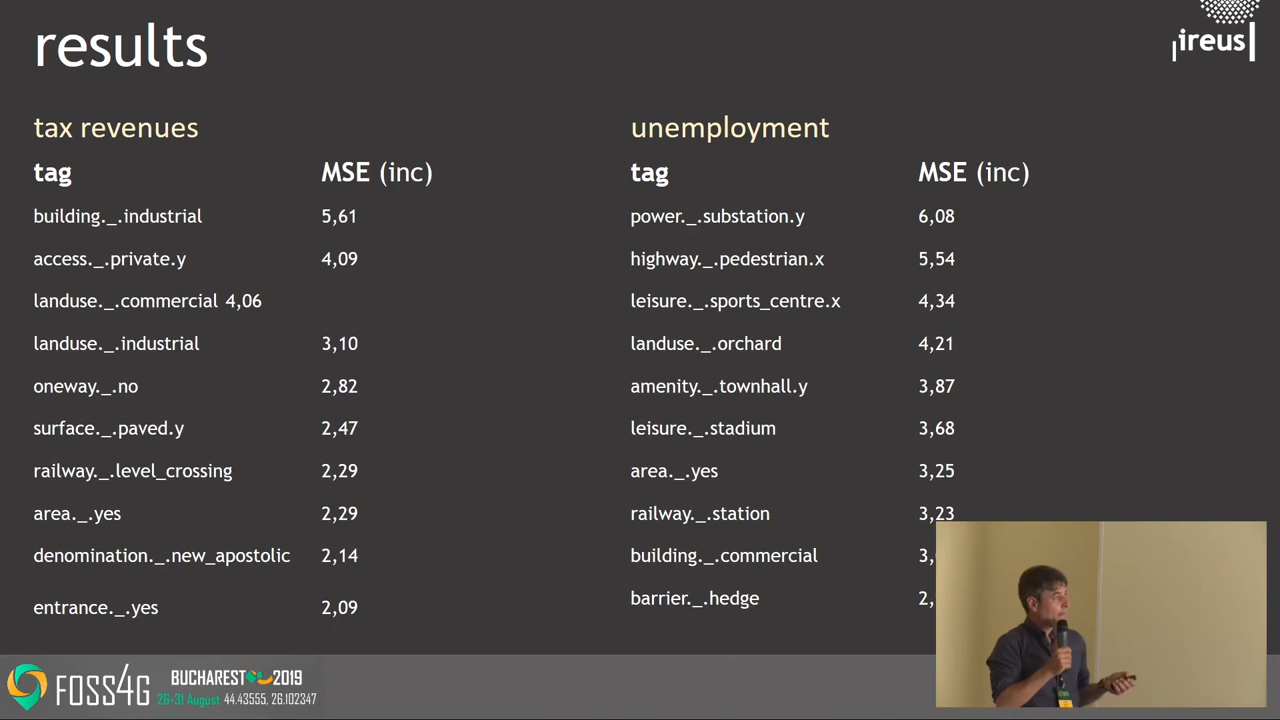 results
ireus
tax revenues
tag MSE (inc)
building._.industrial 5,61
access._.private.y 4,09
landuse._.commercial 4,06
landuse._.industrial 3,10
oneway._.no 2,82
surface._.paved.y 2,47
railway._.level_crossing 2,29
area._.yes 2,29
denomination._.new_apostolic 2,14
entrance._.yes 2,09
unemployment
tag MSE (inc)
power._.substation.y 6,08
highway._.pedestrian.x 5,54
leisure._.sports_centre.x 4,34
landuse._.orchard 4,21
amenity._.townhall.y 3,87
leisure._.stadium 3,68
area._.yes 3,25
railway._.station 3,23
building._.commercial 3,
barrier._.hedge 2,
FOSS4G
BUCHAREST 2019
26-31 August 44.43555, 26.102347